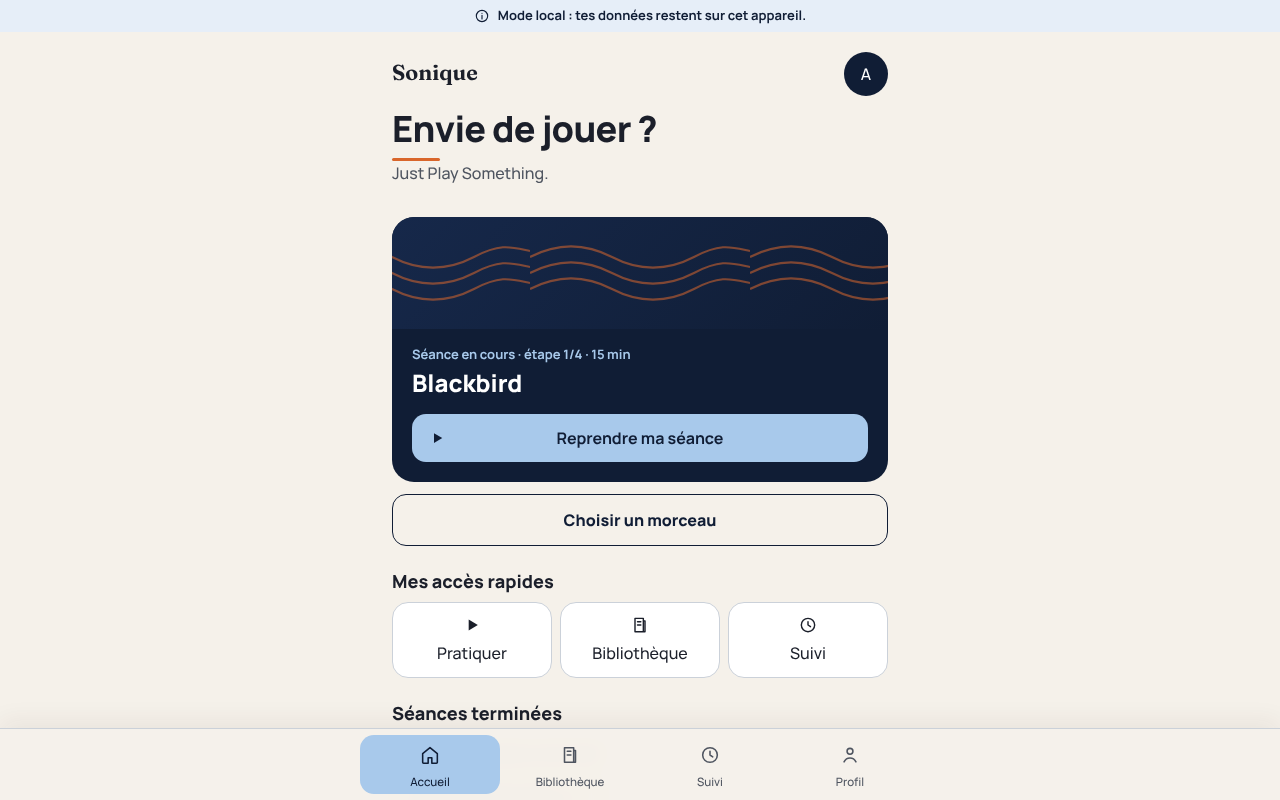 Mode local : tes données restent sur cet appareil.
Sonique
A
Envie de jouer ?
Just Play Something.
Séance en cours · étape 1/4 · 15 min
Blackbird
Reprendre ma séance
Choisir un morceau
Mes accès rapides
Pratiquer
Bibliothèque
Suivi
Séances terminées
Accueil
Bibliothèque
Suivi
Profil